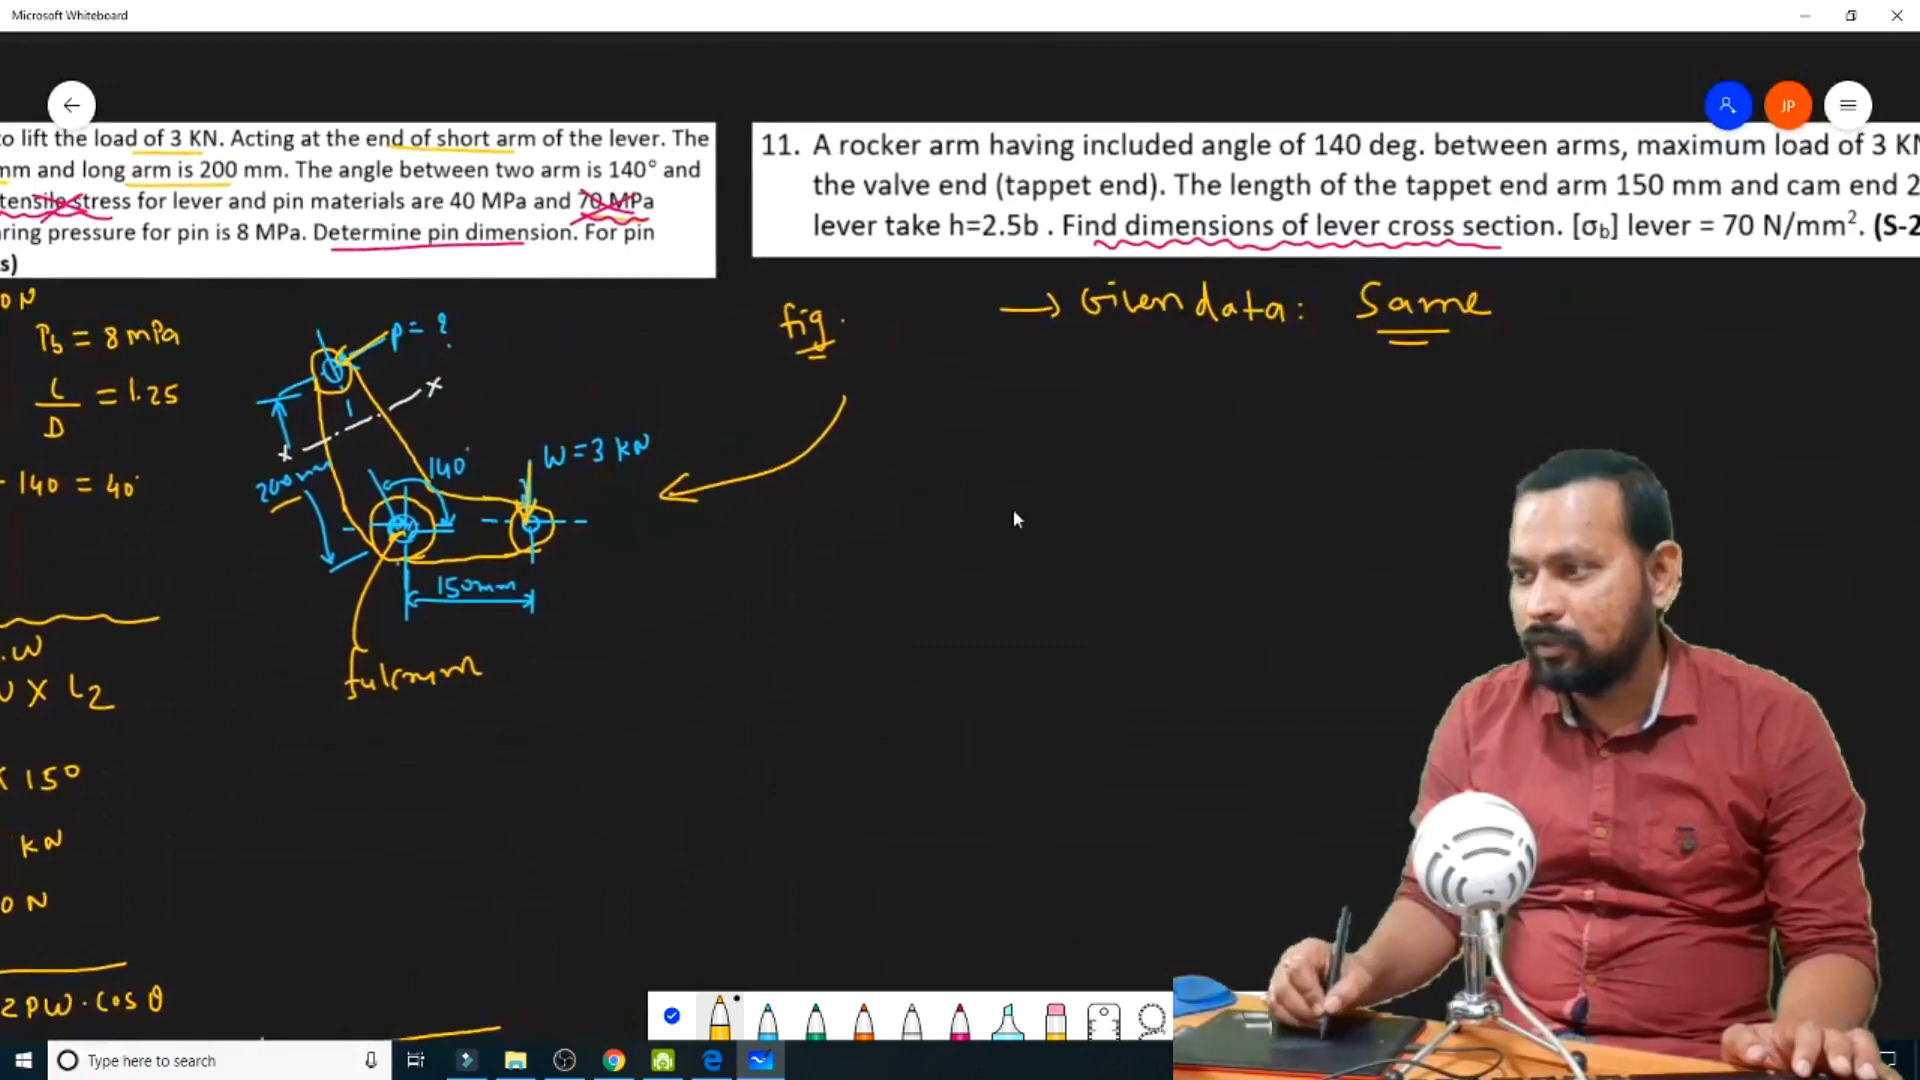 Microsoft Whiteboard
JP
to lift the load of 3 KN. Acting at the end of short arm of the lever. The
mm and long arm is 200 mm. The angle between two arm is 140° and
tensile stress for lever and pin materials are 40 MPa and 70 MPa
aring pressure for pin is 8 MPa. Determine pin dimension. For pin
s)
11. A rocker arm having included angle of 140 deg. between arms, maximum load of 3 KN
the valve end (tappet end). The length of the tappet end arm 150 mm and cam end 2
lever take h=2.5b . Find dimensions of lever cross section. [σb] lever = 70 N/mm². (S-2
→ Given data: Same
fig.
0 N
Pb = 8 mPa
L/D = 1.25
- 140 = 40°
P = ?
x
x
200mm
140°
W = 3 kN
150mm
fulcrum
.W
X L2
X 150
kN
0 N
2PW.cos θ
Type here to search